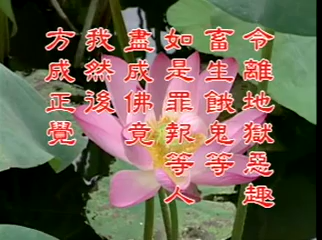 令離地獄惡趣
畜生餓鬼等
如是罪報等人
盡成佛竟
我然後
方成正覺